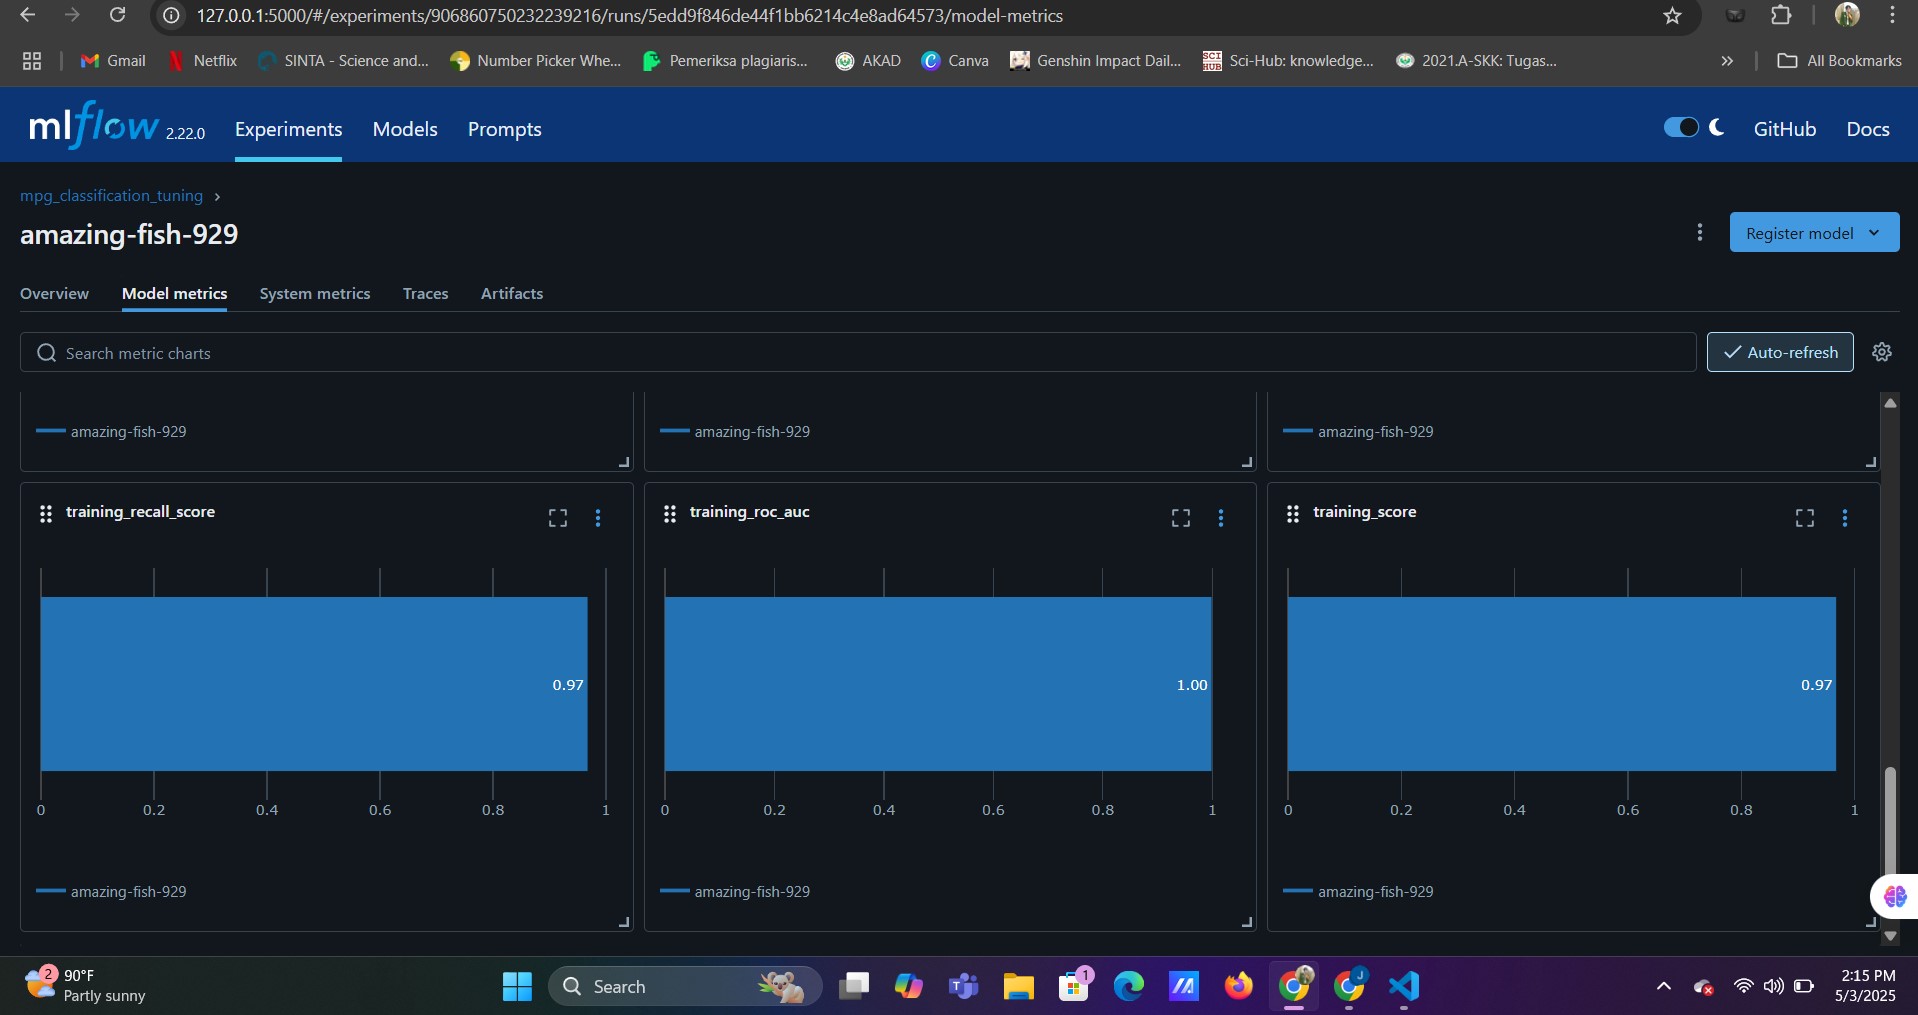 127.0.0.1:5000/#/experiments/906860750232239216/runs/5edd9f846de44f1bb6214c4e8ad64573/model-metrics
Gmail Netflix SINTA - Science and... Number Picker Whe... Pemeriksa plagiaris... AKAD Canva Genshin Impact Dail... SCI HUB Sci-Hub: knowledge... 2021.A-SKK: Tugas... » All Bookmarks
mlflow 2.22.0 Experiments Models Prompts GitHub Docs
mpg_classification_tuning
amazing-fish-929
Register model
Overview Model metrics System metrics Traces Artifacts
Search metric charts Auto-refresh
amazing-fish-929 amazing-fish-929 amazing-fish-929
training_recall_score training_roc_auc training_score
0.97 1.00 0.97
0 0.2 0.4 0.6 0.8 1 0 0.2 0.4 0.6 0.8 1 0 0.2 0.4 0.6 0.8 1
amazing-fish-929 amazing-fish-929 amazing-fish-929
2 90°F Search 1 J 2:15 PM
Partly sunny 5/3/2025